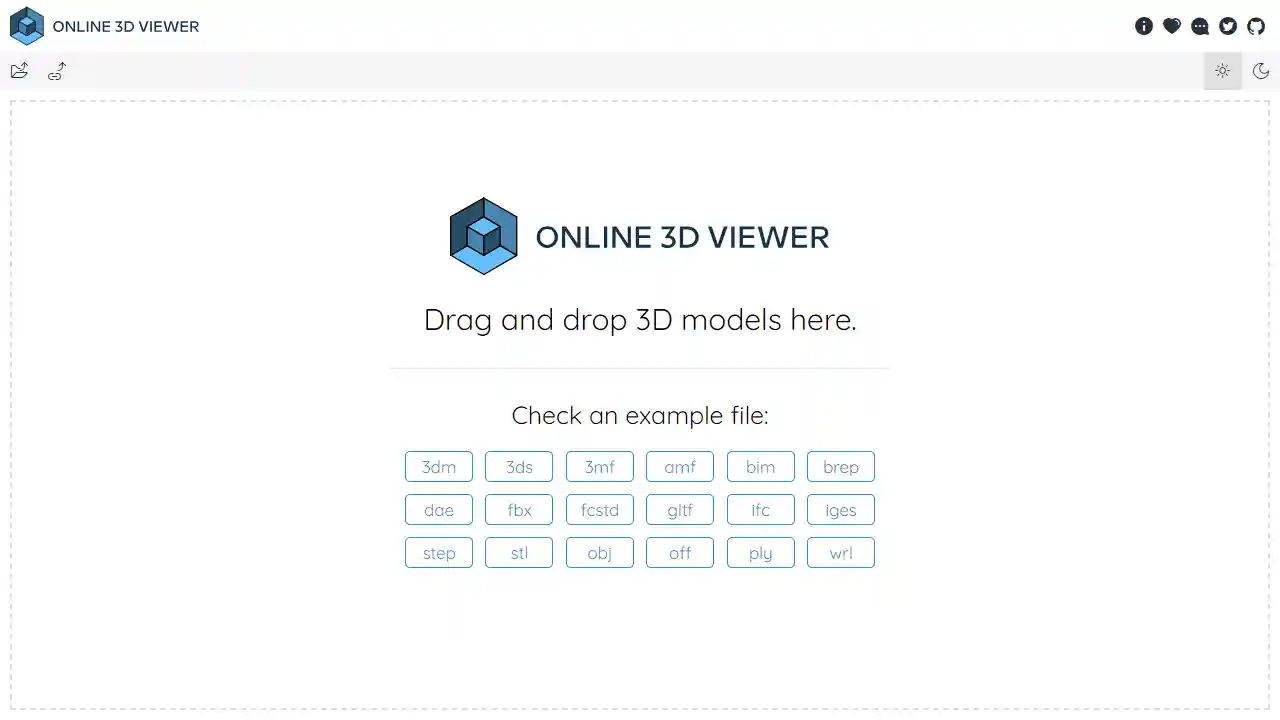 ONLINE 3D VIEWER
ONLINE 3D VIEWER
Drag and drop 3D models here.
Check an example file:
3dm 3ds 3mf amf bim brep
dae fbx fcstd gltf ifc iges
step stl obj off ply wrl